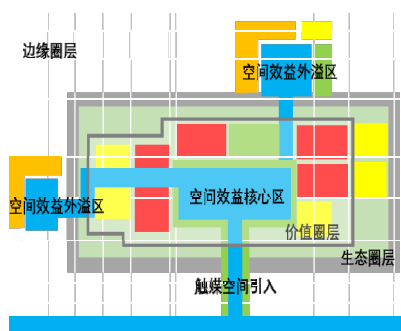 边缘圈层
空间效益外溢区
空间效益核心区
空间效益外溢区
价值圈层
生态圈层
触媒空间引入